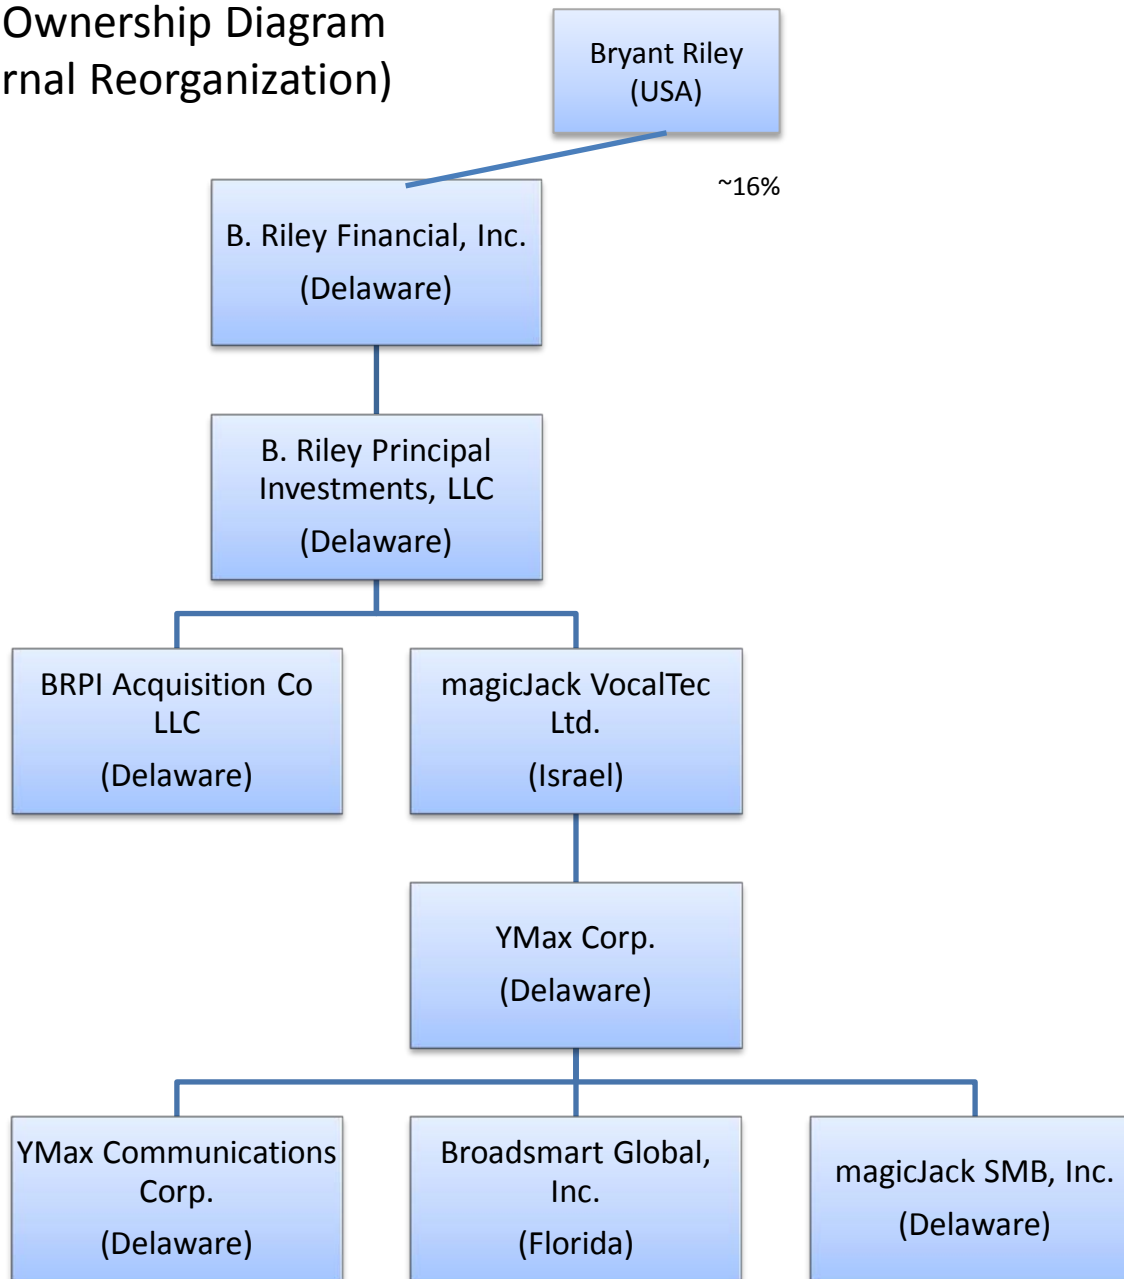 Ownership Diagram
rnal Reorganization)
Bryant Riley
(USA)
~16%
B. Riley Financial, Inc.
(Delaware)
B. Riley Principal
Investments, LLC
(Delaware)
BRPI Acquisition Co
LLC
(Delaware)
magicJack VocalTec
Ltd.
(Israel)
YMax Corp.
(Delaware)
YMax Communications
Corp.
(Delaware)
Broadsmart Global,
Inc.
(Florida)
magicJack SMB, Inc.
(Delaware)